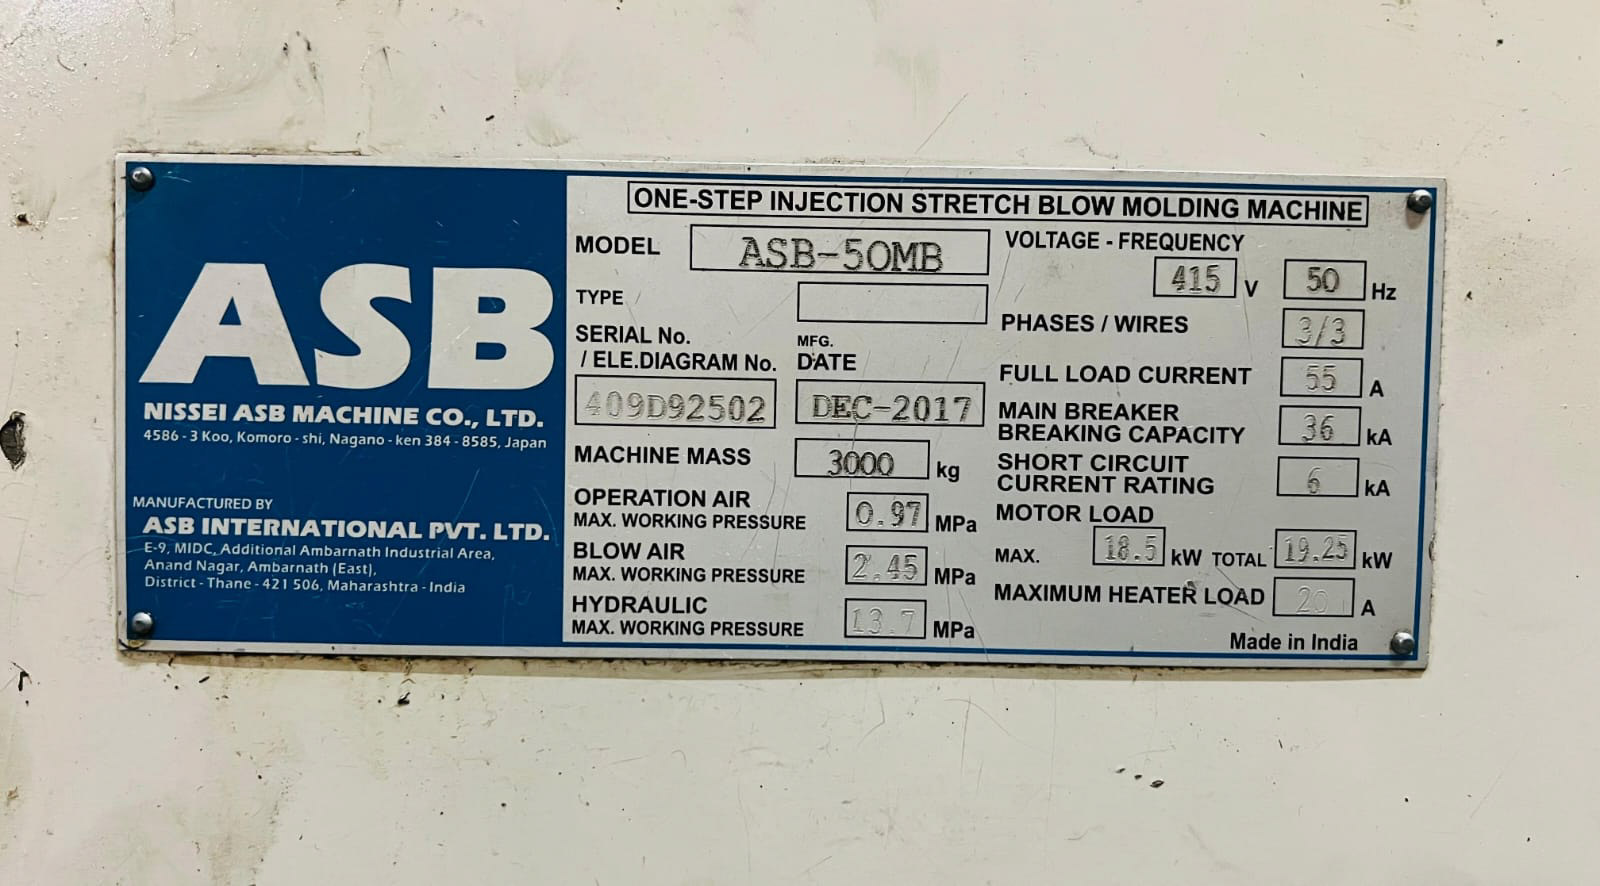 ASB
NISSEI ASB MACHINE CO., LTD.
4586 - 3 Koo, Komoro - shi, Nagano - ken 384 - 8585, Japan
MANUFACTURED BY
ASB INTERNATIONAL PVT. LTD.
E-9, MIDC, Additional Ambarnath Industrial Area,
Anand Nagar, Ambarnath (East),
District - Thane - 421 506, Maharashtra - India
ONE-STEP INJECTION STRETCH BLOW MOLDING MACHINE
MODEL ASB-50MB
TYPE
SERIAL No.
/ ELE.DIAGRAM No.
409D92502
MFG.
DATE
DEC-2017
MACHINE MASS 3000 kg
OPERATION AIR
MAX. WORKING PRESSURE 0.97 MPa
BLOW AIR
MAX. WORKING PRESSURE 2.45 MPa
HYDRAULIC
MAX. WORKING PRESSURE 13.7 MPa
VOLTAGE - FREQUENCY
415 V 50 Hz
PHASES / WIRES 3/3
FULL LOAD CURRENT 55 A
MAIN BREAKER
BREAKING CAPACITY 36 kA
SHORT CIRCUIT
CURRENT RATING 6 kA
MOTOR LOAD
MAX. 18.5 kW TOTAL 19.25 kW
MAXIMUM HEATER LOAD A
Made in India